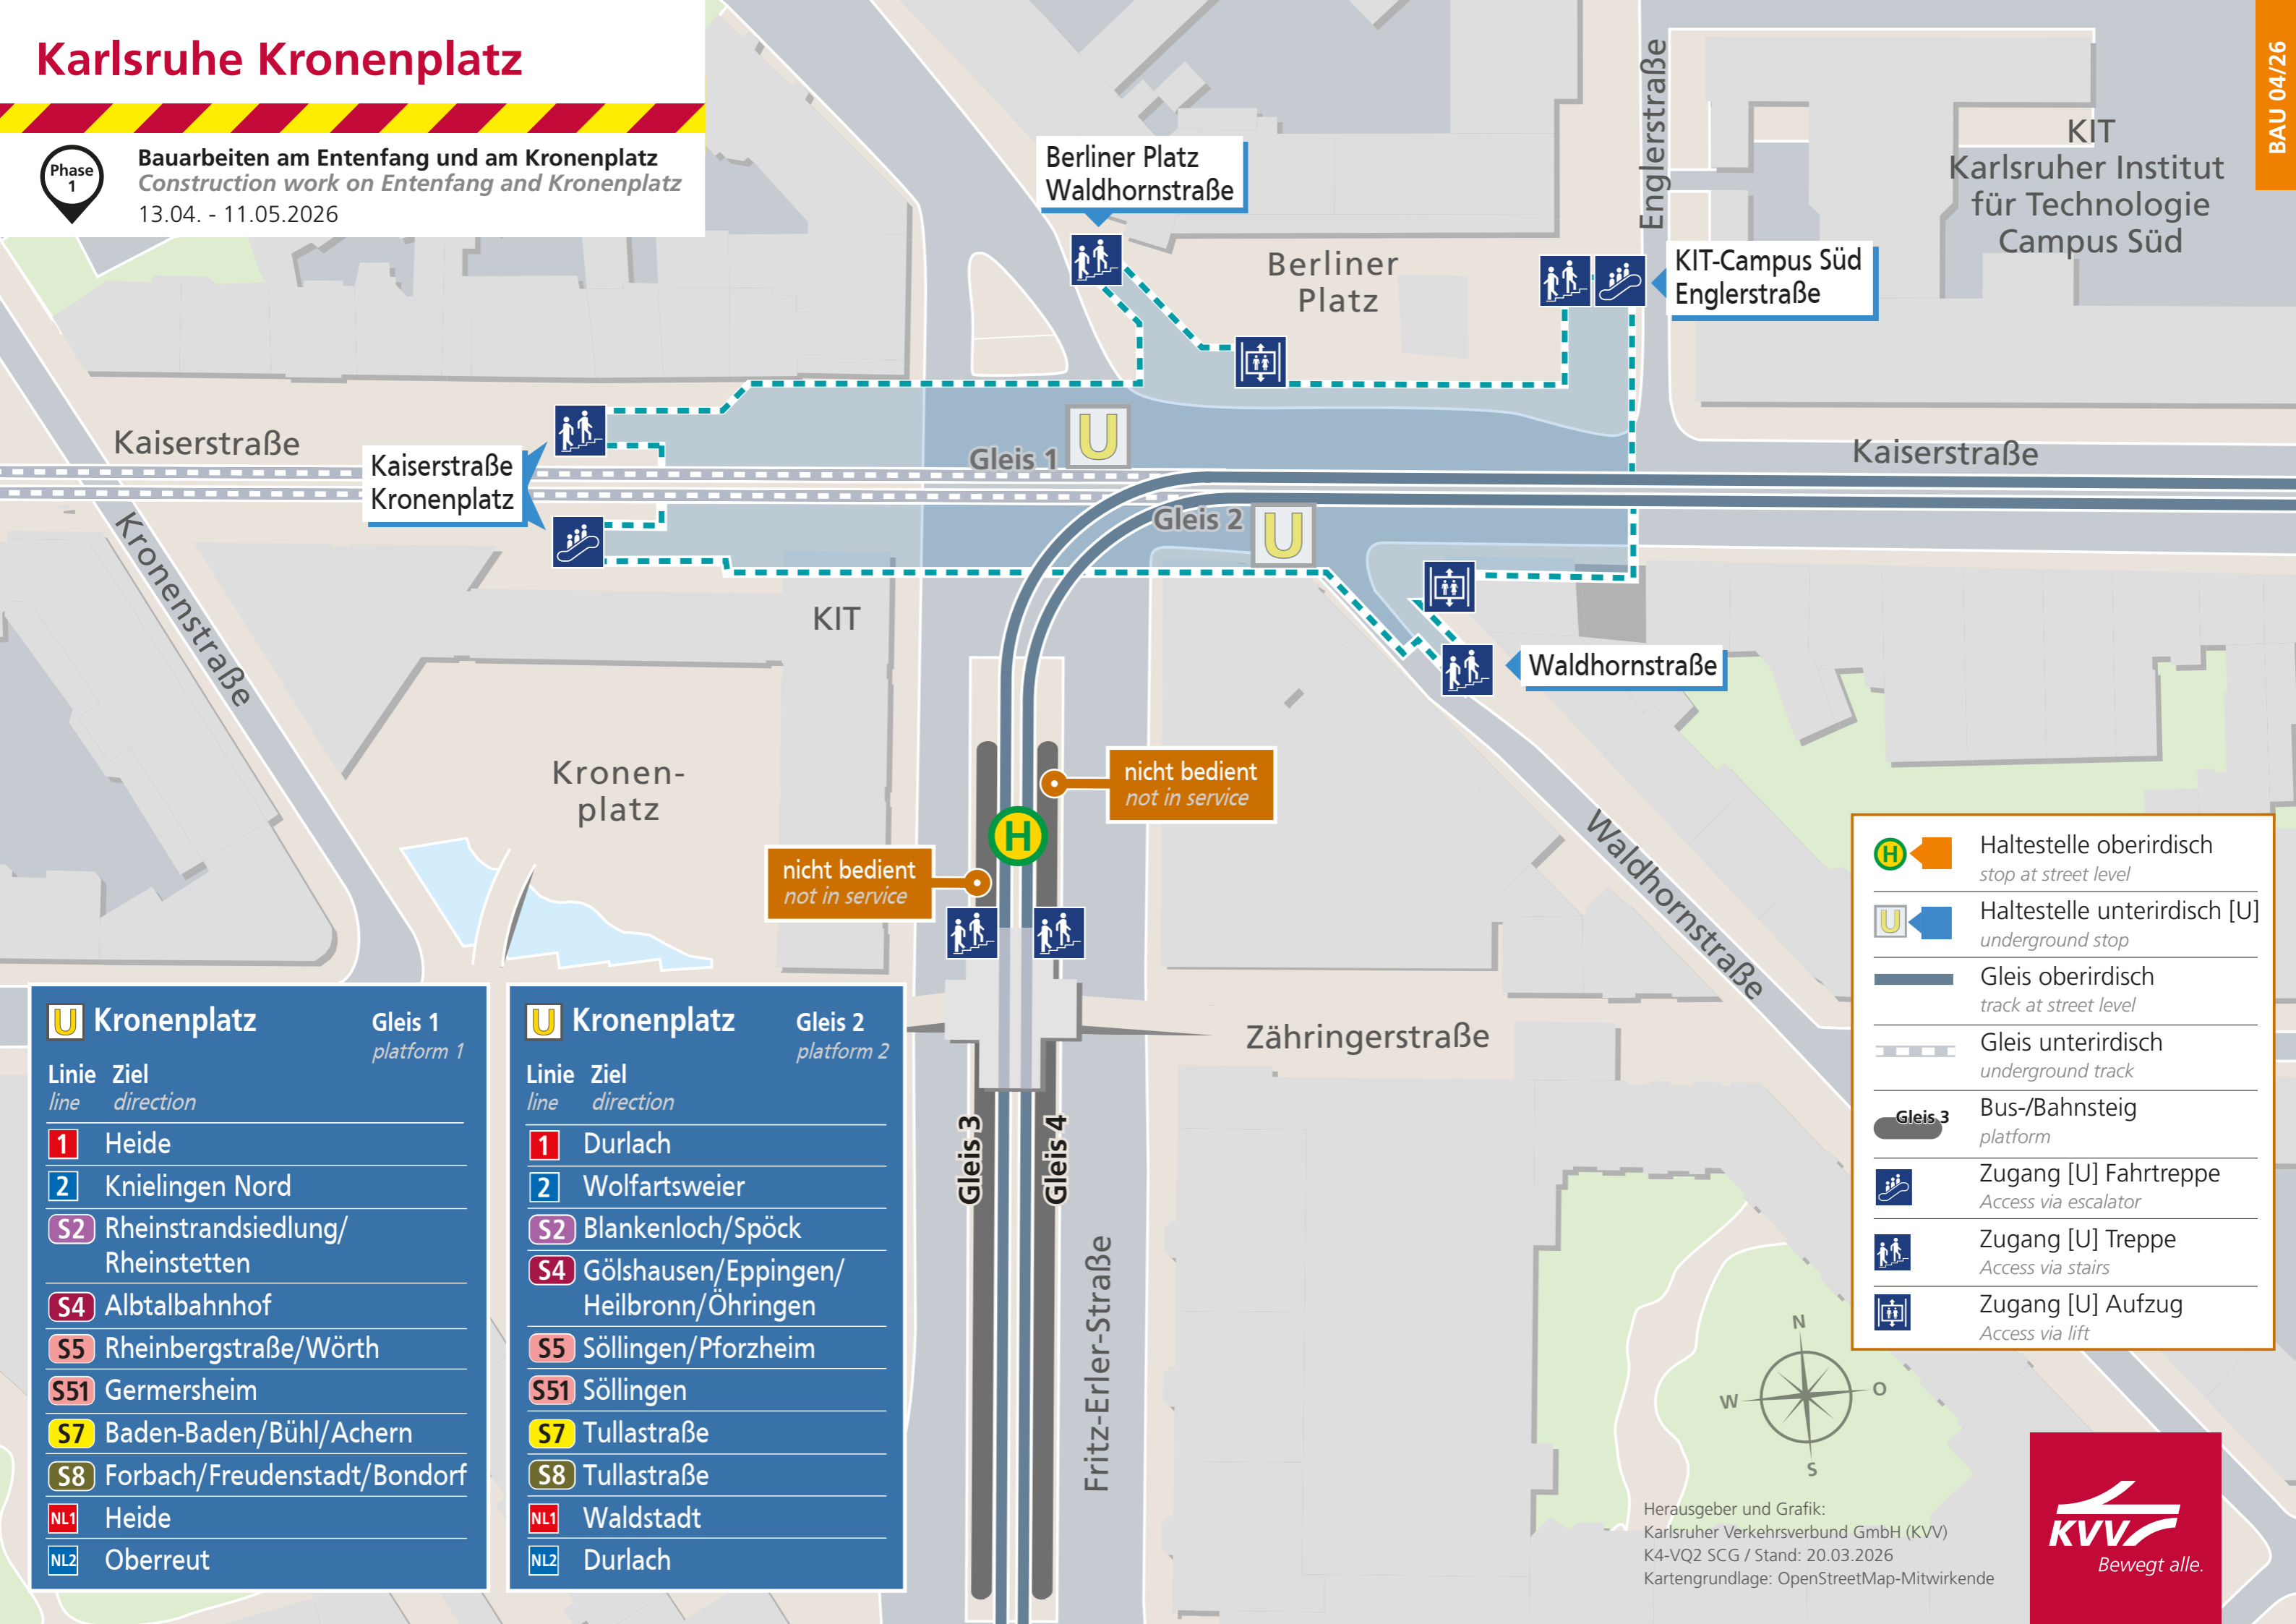 Karlsruhe Kronenplatz
Phase
1
Bauarbeiten am Entenfang und am Kronenplatz
Construction work on Entenfang and Kronenplatz
13.04. - 11.05.2026
BAU 04/26
Berliner Platz
Waldhornstraße
Berliner
Platz
Englerstraße
KIT-Campus Süd
Englerstraße
KIT
Karlsruher Institut
für Technologie
Campus Süd
Kaiserstraße
Kaiserstraße
Kronenplatz
Gleis 1
U
Gleis 2
U
Kaiserstraße
Kronenstraße
KIT
Waldhornstraße
Kronen-
platz
nicht bedient
not in service
H
nicht bedient
not in service
Waldhornstraße
Zähringerstraße
Gleis 3
Gleis 4
Fritz-Erler-Straße
U Kronenplatz Gleis 1
platform 1
Linie Ziel
line direction
1 Heide
2 Knielingen Nord
S2 Rheinstrandsiedlung/
Rheinstetten
S4 Albtalbahnhof
S5 Rheinbergstraße/Wörth
S51 Germersheim
S7 Baden-Baden/Bühl/Achern
S8 Forbach/Freudenstadt/Bondorf
NL1 Heide
NL2 Oberreut
U Kronenplatz Gleis 2
platform 2
Linie Ziel
line direction
1 Durlach
2 Wolfartsweier
S2 Blankenloch/Spöck
S4 Gölshausen/Eppingen/
Heilbronn/Öhringen
S5 Söllingen/Pforzheim
S51 Söllingen
S7 Tullastraße
S8 Tullastraße
NL1 Waldstadt
NL2 Durlach
H Haltestelle oberirdisch
stop at street level
U Haltestelle unterirdisch [U]
underground stop
Gleis oberirdisch
track at street level
Gleis unterirdisch
underground track
Gleis 3 Bus-/Bahnsteig
platform
Zugang [U] Fahrtreppe
Access via escalator
Zugang [U] Treppe
Access via stairs
Zugang [U] Aufzug
Access via lift
N
W
O
S
Herausgeber und Grafik:
Karlsruher Verkehrsverbund GmbH (KVV)
K4-VQ2 SCG / Stand: 20.03.2026
Kartengrundlage: OpenStreetMap-Mitwirkende
KVV
Bewegt alle.